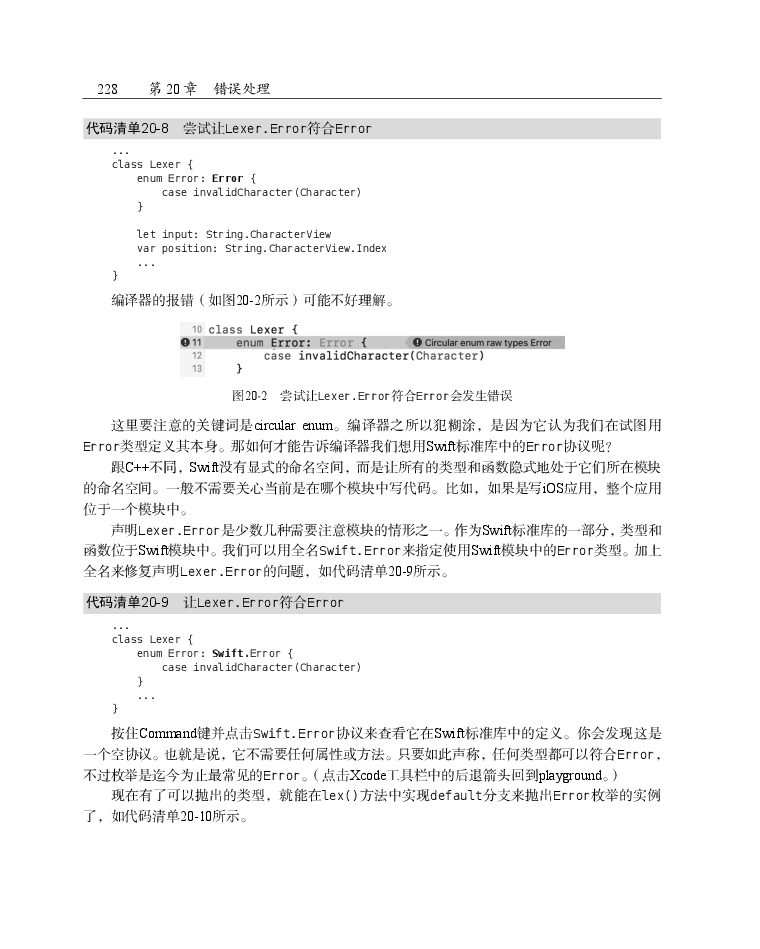 228 第 20 章 错误处理
代码清单20-8 尝试让Lexer.Error符合Error
...
class Lexer {
    enum Error: Error {
        case invalidCharacter(Character)
    }

    let input: String.CharacterView
    var position: String.CharacterView.Index
    ...
}
编译器的报错（如图20-2所示）可能不好理解。
10 class Lexer {
11     enum Error: Error { Circular enum raw types Error
12         case invalidCharacter(Character)
13     }
图20-2 尝试让Lexer.Error符合Error会发生错误
这里要注意的关键词是circular enum。编译器之所以犯糊涂，是因为它认为我们在试图用
Error类型定义其本身。那如何才能告诉编译器我们想用Swift标准库中的Error协议呢？
跟C++不同，Swift没有显式的命名空间，而是让所有的类型和函数隐式地处于它们所在模块
的命名空间。一般不需要关心当前是在哪个模块中写代码。比如，如果是写iOS应用，整个应用
位于一个模块中。
声明Lexer.Error是少数几种需要注意模块的情形之一。作为Swift标准库的一部分，类型和
函数位于Swift模块中。我们可以用全名Swift.Error来指定使用Swift模块中的Error类型。加上
全名来修复声明Lexer.Error的问题，如代码清单20-9所示。
代码清单20-9 让Lexer.Error符合Error
...
class Lexer {
    enum Error: Swift.Error {
        case invalidCharacter(Character)
    }
    ...
}
按住Command键并点击Swift.Error协议来查看它在Swift标准库中的定义。你会发现这是
一个空协议。也就是说，它不需要任何属性或方法。只要如此声称，任何类型都可以符合Error，
不过枚举是迄今为止最常见的Error。（点击Xcode工具栏中的后退箭头回到playground。）
现在有了可以抛出的类型，就能在lex()方法中实现default分支来抛出Error枚举的实例
了，如代码清单20-10所示。